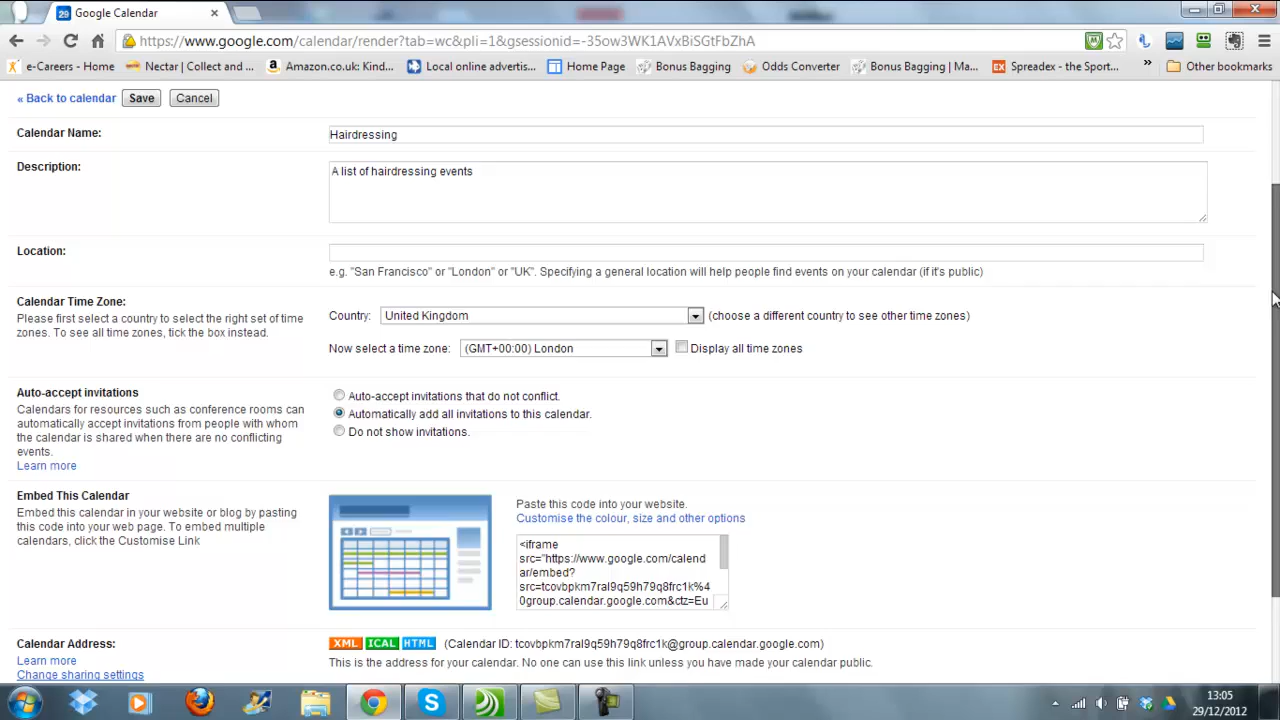 29 Google Calendar
https://www.google.com/calendar/render?tab=wc&pli=1&gsessionid=-35ow3WK1AVxBiSGtFbZhA
e-Careers - Home Nectar | Collect and ... Amazon.co.uk: Kind... Local online advertis... Home Page Bonus Bagging Odds Converter Bonus Bagging | Ma... EX Spreadex - the Sport... » Other bookmarks
« Back to calendar Save Cancel
Calendar Name: Hairdressing
Description: A list of hairdressing events
Location:
e.g. "San Francisco" or "London" or "UK". Specifying a general location will help people find events on your calendar (if it's public)
Calendar Time Zone:
Please first select a country to select the right set of time
zones. To see all time zones, tick the box instead.
Country: United Kingdom (choose a different country to see other time zones)
Now select a time zone: (GMT+00:00) London Display all time zones
Auto-accept invitations
Calendars for resources such as conference rooms can
automatically accept invitations from people with whom
the calendar is shared when there are no conflicting
events.
Learn more
Auto-accept invitations that do not conflict.
Automatically add all invitations to this calendar.
Do not show invitations.
Embed This Calendar
Embed this calendar in your website or blog by pasting
this code into your web page. To embed multiple
calendars, click the Customise Link
Paste this code into your website.
Customise the colour, size and other options
<iframe
src="https://www.google.com/calend
ar/embed?
src=tcovbpkm7ral9q59h79q8frc1k%4
0group.calendar.google.com&ctz=Eu
Calendar Address:
Learn more
Change sharing settings
XML ICAL HTML (Calendar ID: tcovbpkm7ral9q59h79q8frc1k@group.calendar.google.com)
This is the address for your calendar. No one can use this link unless you have made your calendar public.
13:05
29/12/2012